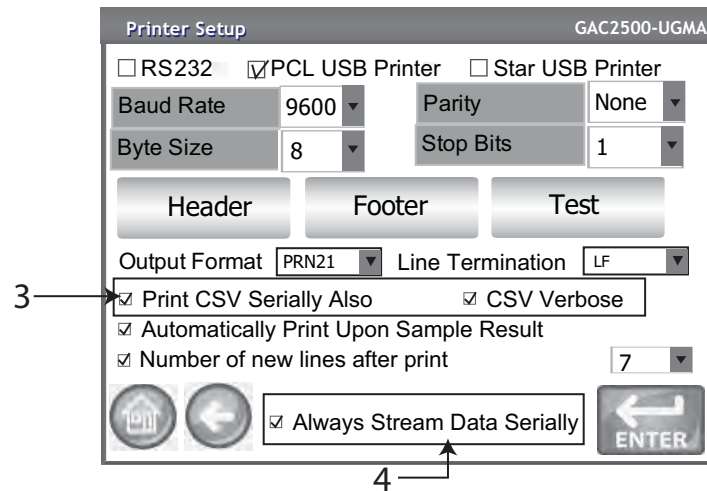 Printer Setup GAC2500-UGMA
RS232 PCL USB Printer Star USB Printer
Baud Rate 9600 Parity None
Byte Size 8 Stop Bits 1
Header Footer Test
Output Format PRN21 Line Termination LF
3 Print CSV Serially Also CSV Verbose
Automatically Print Upon Sample Result
Number of new lines after print 7
Always Stream Data Serially ENTER
4